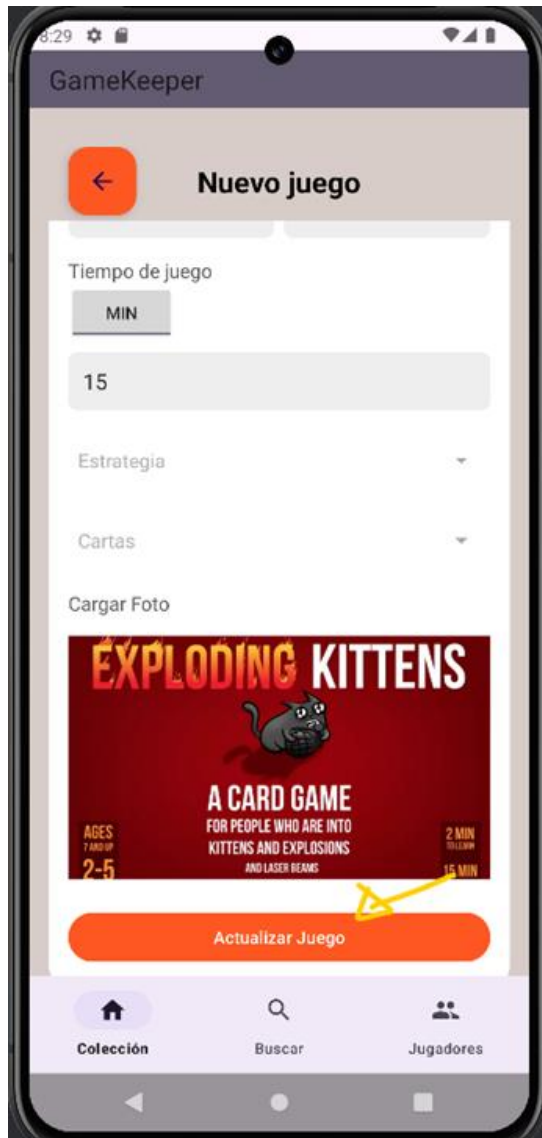 8:29
GameKeeper
Nuevo juego
Tiempo de juego
MIN
15
Estrategia
Cartas
Cargar Foto
EXPLODING KITTENS
A CARD GAME
FOR PEOPLE WHO ARE INTO
KITTENS AND EXPLOSIONS
AND LASER BEAMS
AGES
7 AND UP
2-5
2 MIN
TO LEARN
15 MIN
Actualizar Juego
Colección
Buscar
Jugadores